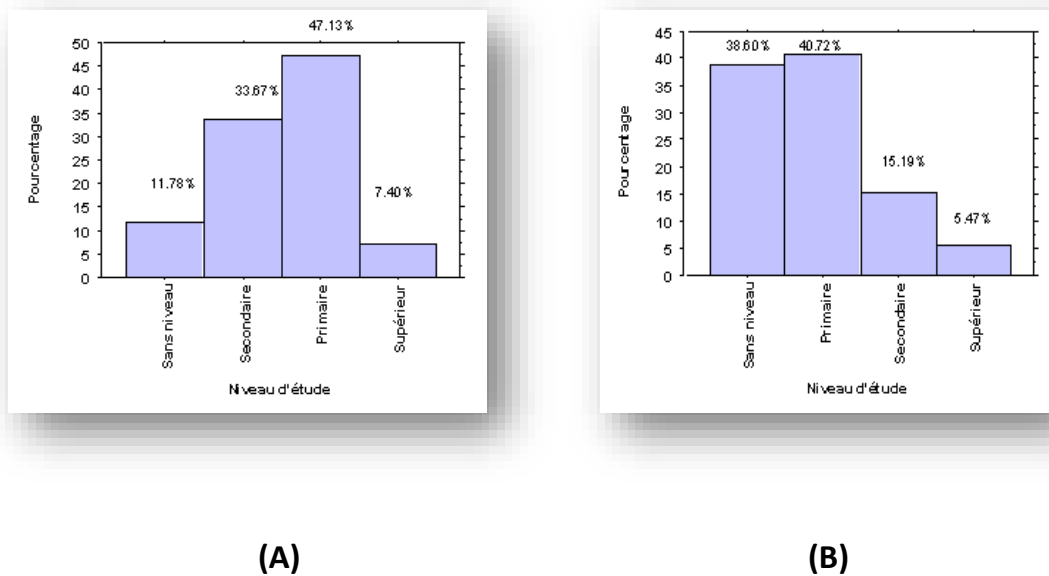 47.13%
50
45
40
35
30
25
20
15
10
5
0
Pourcentage
11.78%
33.67%
7.40%
Sans niveau
Secondaire
Primaire
Supérieur
Niveau d'étude
(A)
45
40
35
30
25
20
15
10
5
0
Pourcentage
38.60%
40.72%
15.19%
5.47%
Sans niveau
Primaire
Secondaire
Supérieur
Niveau d'étude
(B)